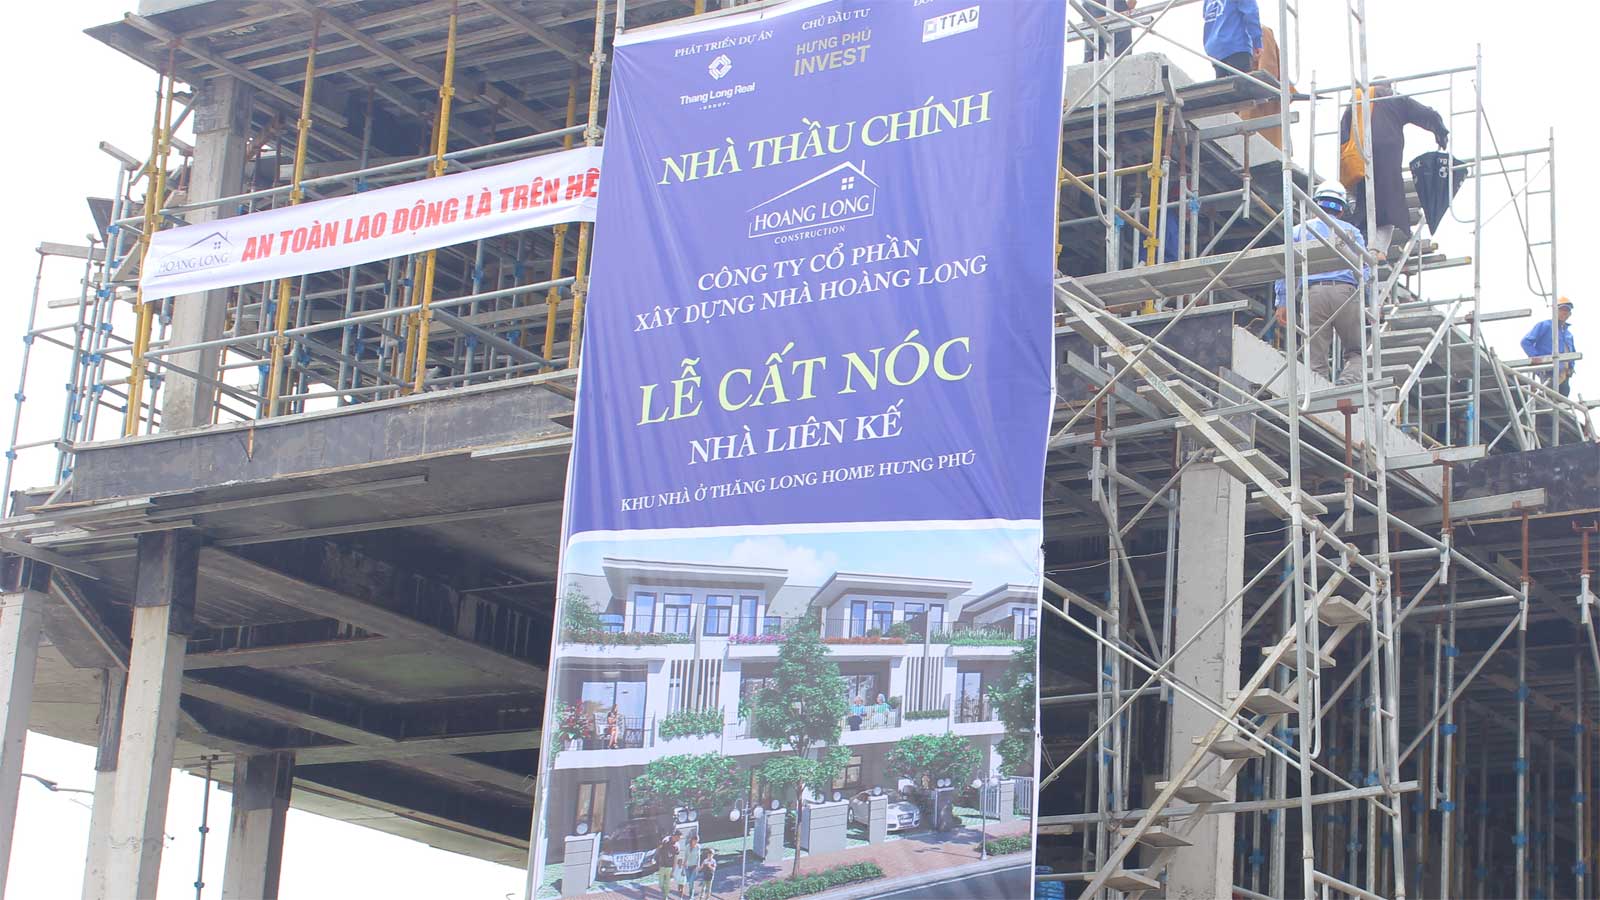 PHÁT TRIỂN DỰ ÁN
Thang Long Real
GROUP
CHỦ ĐẦU TƯ
HƯNG PHÚ
INVEST
TTAD
NHÀ THẦU CHÍNH
HOANG LONG
CONSTRUCTION
CÔNG TY CỔ PHẦN
XÂY DỰNG NHÀ HOÀNG LONG
LỄ CẤT NÓC
NHÀ LIÊN KẾ
KHU NHÀ Ở THĂNG LONG HOME HƯNG PHÚ
HOANG LONG
AN TOÀN LAO ĐỘNG LÀ TRÊN HẾ